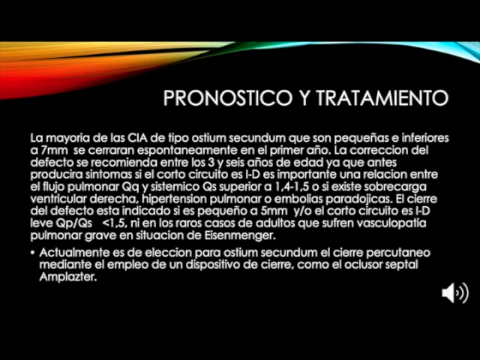 PRONOSTICO Y TRATAMIENTO
La mayoria de las CIA de tipo ostium secundum que son pequeñas e inferiores
a 7mm se cerraran espontaneamente en el primer año. La correccion del
defecto se recomienda entre los 3 y seis años de edad ya que antes
producira sintomas si el corto circuito es I-D es importante una relacion entre
el flujo pulmonar Qq y sistemico Qs superior a 1,4-1,5 o si existe sobrecarga
ventricular derecha, hipertension pulmonar o embolias paradojicas. El cierre
del defecto esta indicado si es pequeño a 5mm y/o el corto circuito es I-D
leve Qp/Qs <1,5, ni en los raros casos de adultos que sufren vasculopatia
pulmonar grave en situacion de Eisenmenger.
• Actualmente es de eleccion para ostium secundum el cierre percutaneo
mediante el empleo de un dispositivo de cierre, como el oclusor septal
Amplazter.